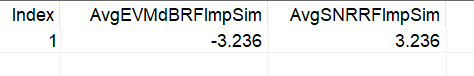 Index AvgEVMdBRFImpSim AvgSNRRFImpSim
1 -3.236 3.236